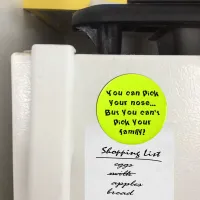 You can Pick
Your nose...
But You can's
Pick Your
family!
Shopping List
eggs
milk
apples
bread